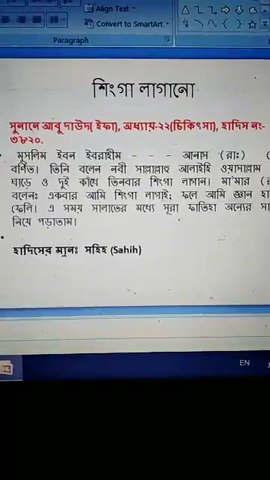 Align Text
Convert to SmartArt
Paragraph
শিংগা লাগানো
সুনানে আবু দাউদ( ইফা), অধ্যায়-২২(চিকিৎসা), হাদিস নং-
৩৮২০.
মুসলিম ইবন ইবরাহীম - - - আনাস (রাঃ) (
বর্ণিত। তিনি বলেন নবী সাল্লাল্লাহু আলাইহি ওয়াসাল্লাম
ঘাড়ে ও দুই কাঁধে তিনবার শিংগা লাগান। মা'মার (র
বলেনঃ একবার আমি শিংগা লাগাই; ফলে আমি জ্ঞান হা
ফেলি। এ সময় সালাতের মধ্যে সূরা ফাতিহা অন্যের সা
নিয়ে পড়াতাম।
হাদিসের মানঃ সহিহ (Sahih)
EN